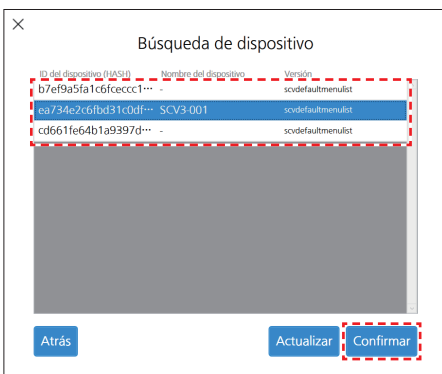 Búsqueda de dispositivo
ID del dispositivo (HASH) Nombre del dispositivo Versión
b7ef9a5fa1c6fceccc1··· - scvdefaultmenulist
ea734e2c6fbd31c0df··· SCV3-001 scvdefaultmenulist
cd661fe64b1a9397d··· - scvdefaultmenulist
Atrás Actualizar Confirmar